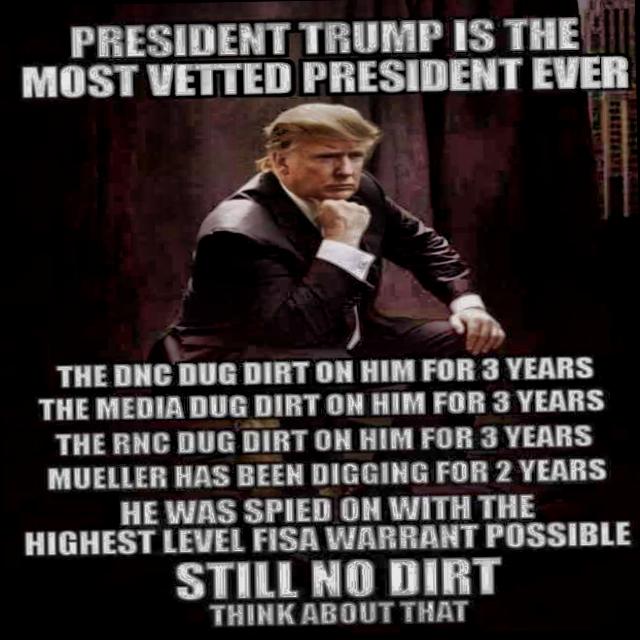 PRESIDENT TRUMP IS THE
MOST VETTED PRESIDENT EVER
THE DNC DUG DIRT ON HIM FOR 3 YEARS
THE MEDIA DUG DIRT ON HIM FOR 3 YEARS
THE RNC DUG DIRT ON HIM FOR 3 YEARS
MUELLER HAS BEEN DIGGING FOR 2 YEARS
HE WAS SPIED ON WITH THE
HIGHEST LEVEL FISA WARRANT POSSIBLE
STILL NO DIRT
THINK ABOUT THAT